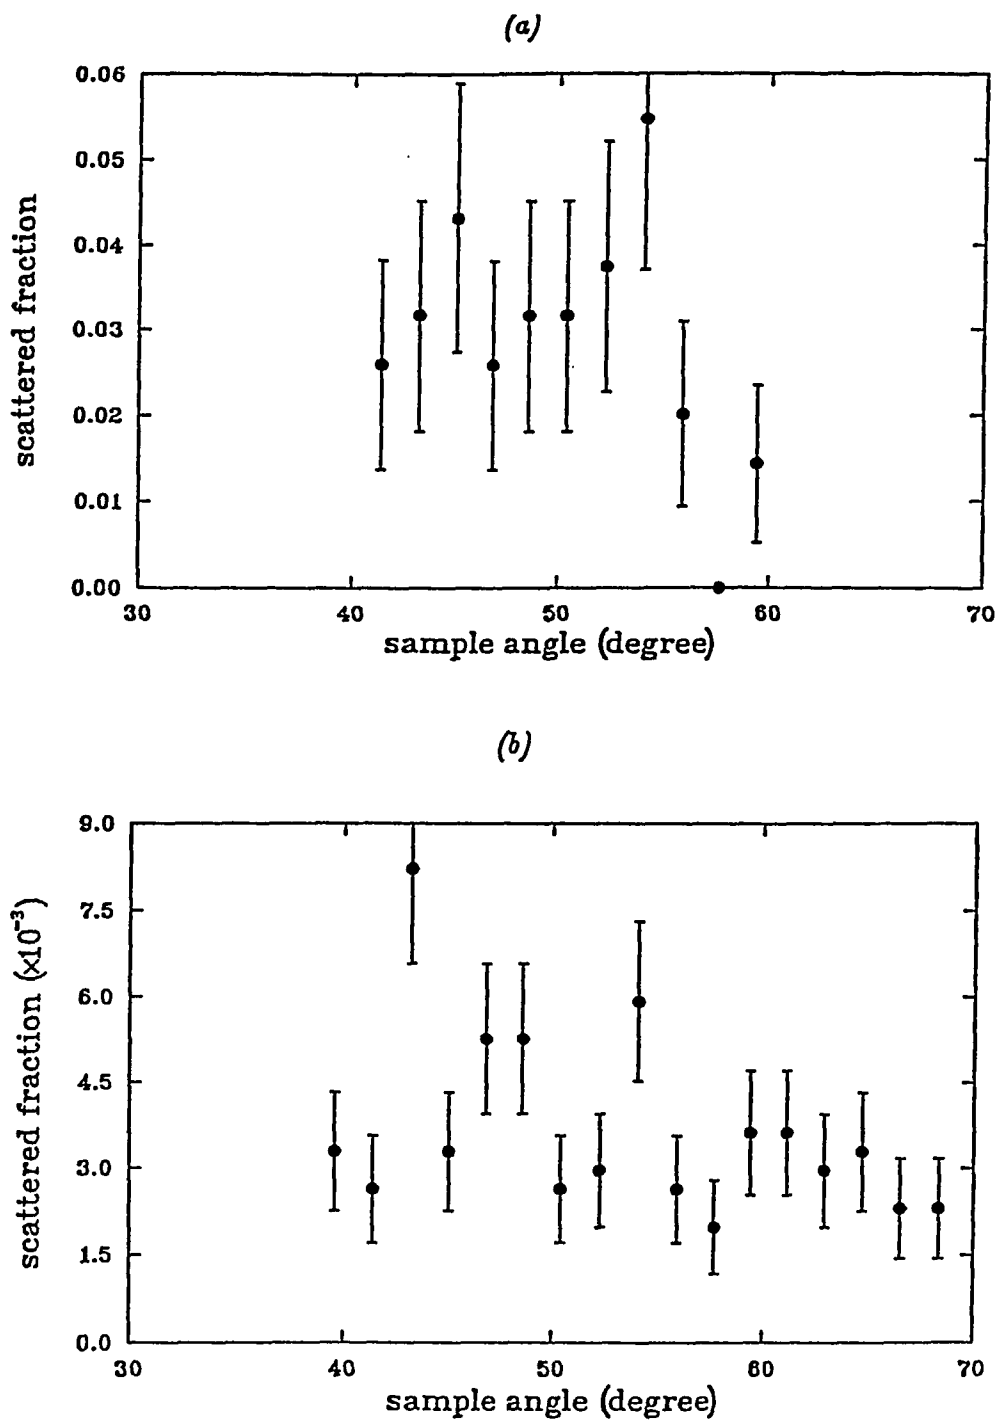 (a)
0.06
0.05
0.04
0.03
0.02
0.01
0.00
scattered fraction
30 40 50 60 70
sample angle (degree)
(b)
9.0
7.5
6.0
4.5
3.0
1.5
0.0
scattered fraction (×10⁻³)
30 40 50 60 70
sample angle (degree)